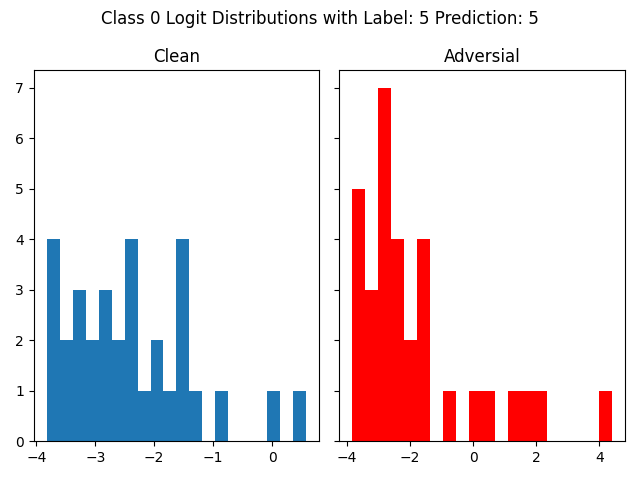 Class 0 Logit Distributions with Label: 5 Prediction: 5
Clean
Adversial
7
6
5
4
3
2
1
0
−4 −3 −2 −1 0
−4 −2 0 2 4